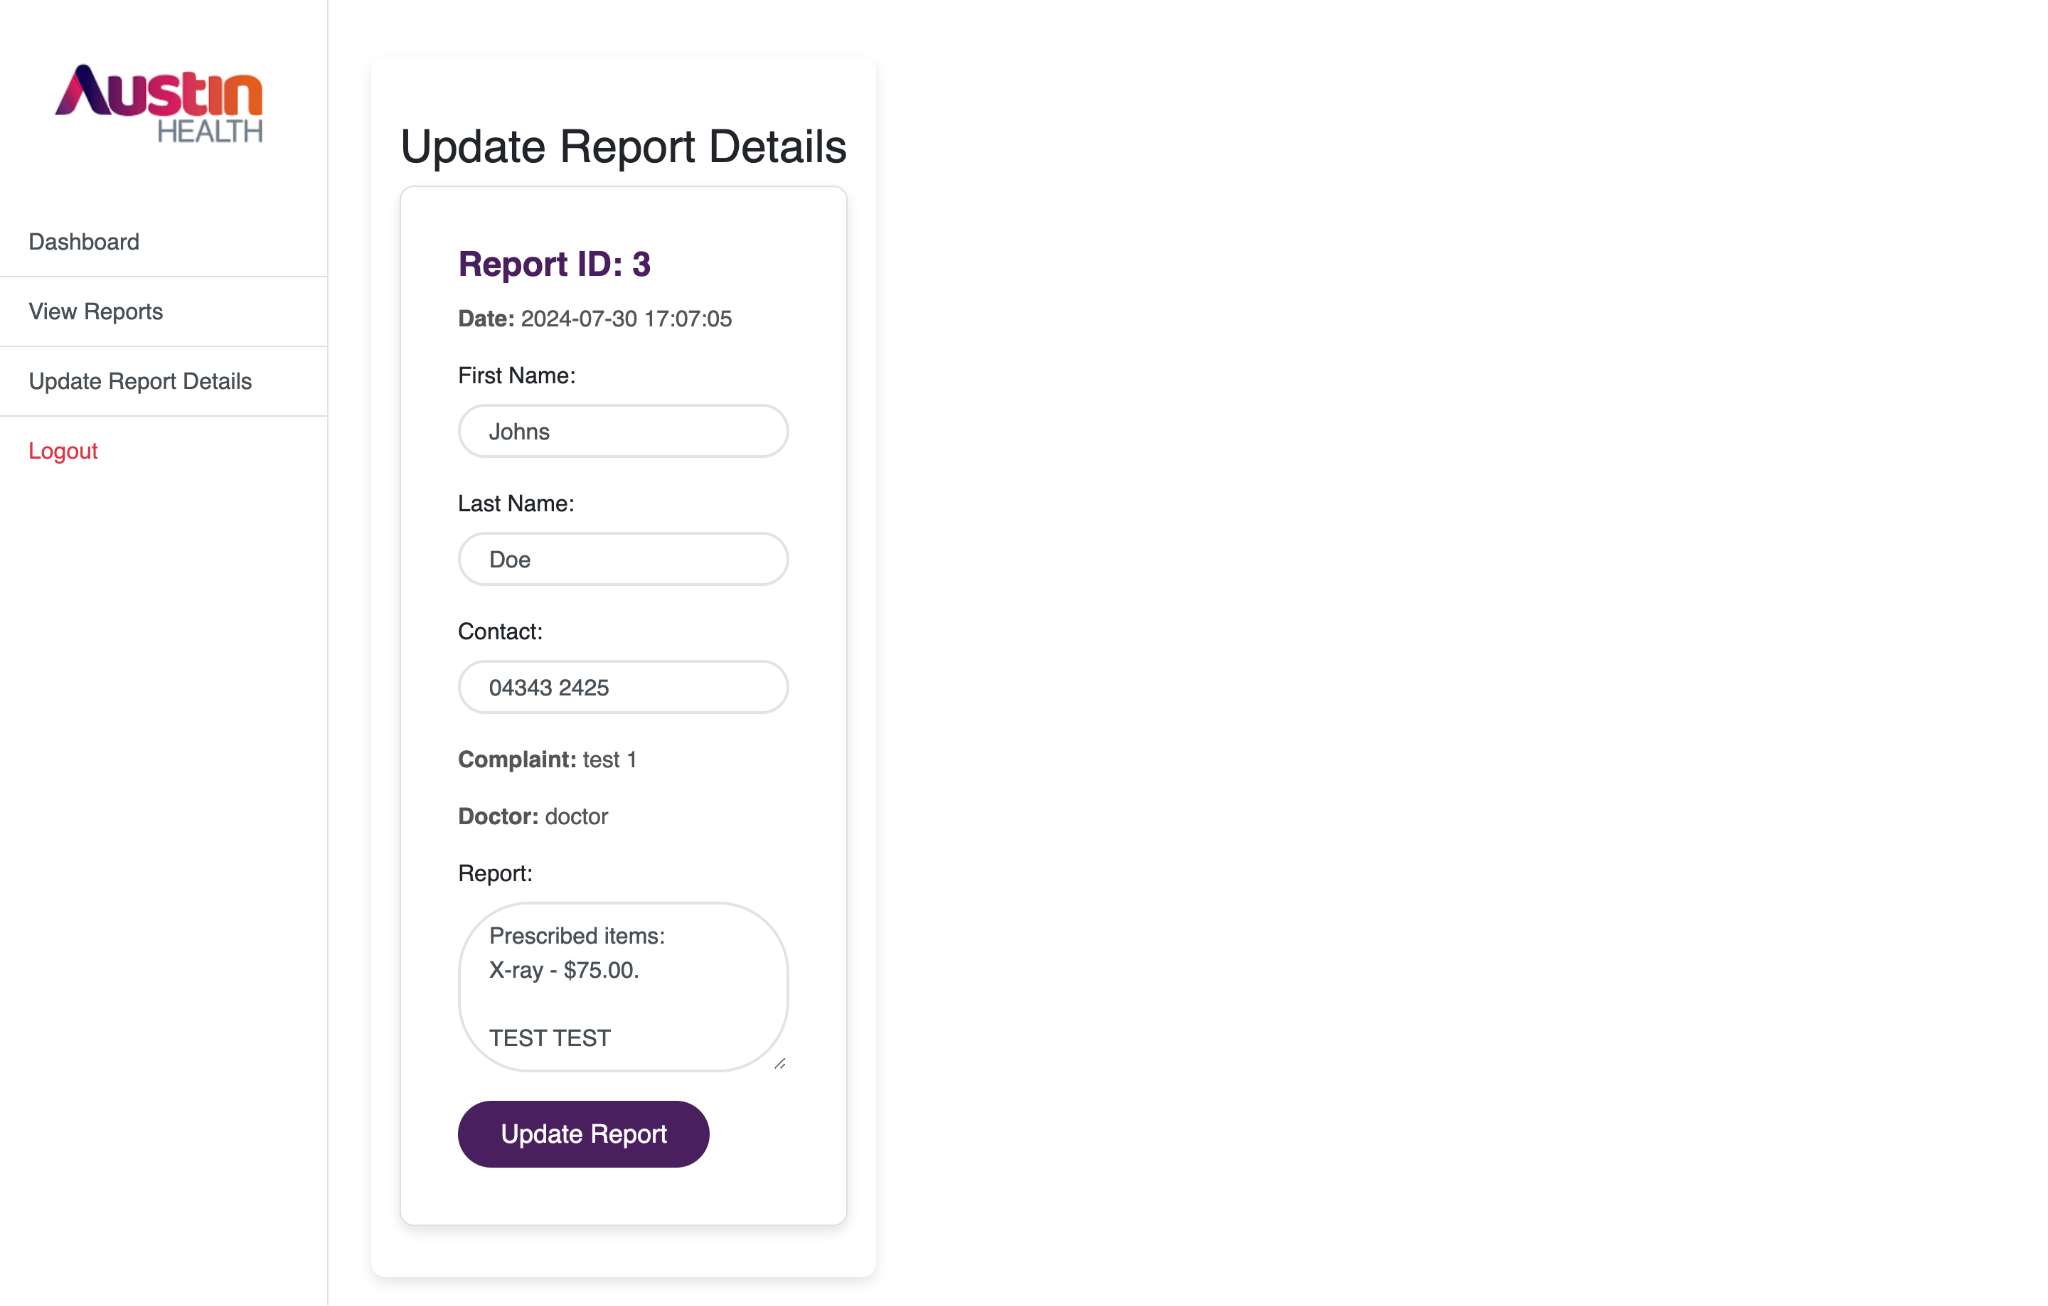 Austin
HEALTH
Dashboard
View Reports
Update Report Details
Logout
Update Report Details
Report ID: 3
Date: 2024-07-30 17:07:05
First Name:
Johns
Last Name:
Doe
Contact:
04343 2425
Complaint: test 1
Doctor: doctor
Report:
Prescribed items:
X-ray - $75.00.
TEST TEST
Update Report